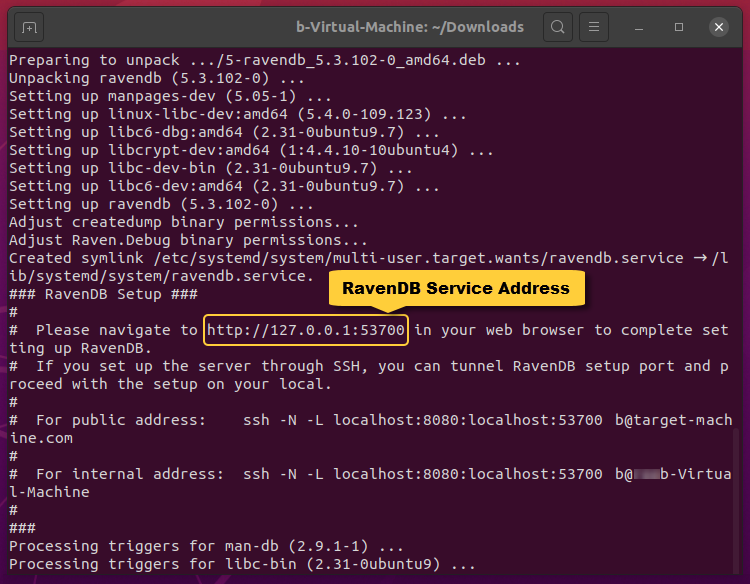 b-Virtual-Machine: ~/Downloads
Preparing to unpack .../5-ravendb_5.3.102-0_amd64.deb ...
Unpacking ravendb (5.3.102-0) ...
Setting up manpages-dev (5.05-1) ...
Setting up linux-libc-dev:amd64 (5.4.0-109.123) ...
Setting up libc6-dbg:amd64 (2.31-0ubuntu9.7) ...
Setting up libcrypt-dev:amd64 (1:4.4.10-10ubuntu4) ...
Setting up libc-dev-bin (2.31-0ubuntu9.7) ...
Setting up libc6-dev:amd64 (2.31-0ubuntu9.7) ...
Setting up ravendb (5.3.102-0) ...
Adjust createdump binary permissions...
Adjust Raven.Debug binary permissions...
Created symlink /etc/systemd/system/multi-user.target.wants/ravendb.service → /l
ib/systemd/system/ravendb.service.
### RavenDB Setup ###
RavenDB Service Address
#
#  Please navigate to http://127.0.0.1:53700 in your web browser to complete set
ting up RavenDB.
#  If you set up the server through SSH, you can tunnel RavenDB setup port and p
roceed with the setup on your local.
#
#  For public address:    ssh -N -L localhost:8080:localhost:53700 b@target-mach
ine.com
#
#  For internal address:  ssh -N -L localhost:8080:localhost:53700 b@b-Virtua
l-Machine
#
###
Processing triggers for man-db (2.9.1-1) ...
Processing triggers for libc-bin (2.31-0ubuntu9) ...